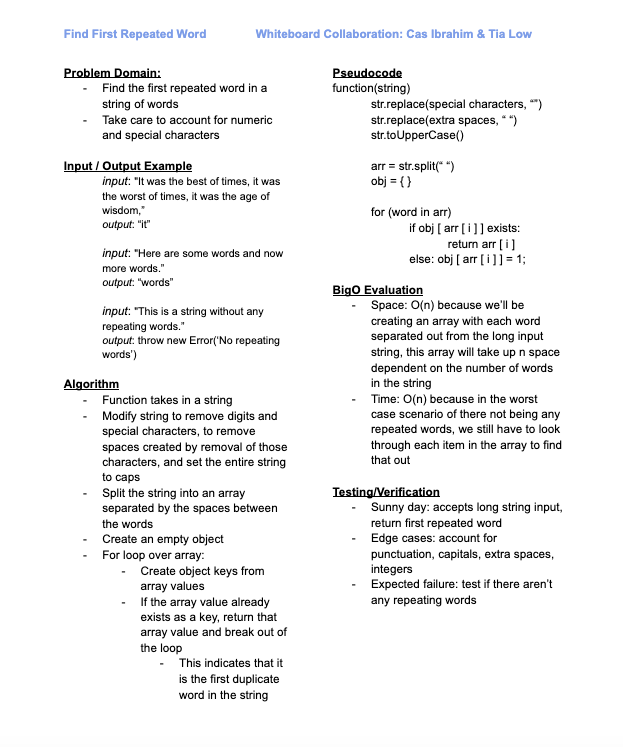 Find First Repeated Word
Whiteboard Collaboration: Cas Ibrahim & Tia Low
Problem Domain:
- Find the first repeated word in a
string of words
- Take care to account for numeric
and special characters
Input / Output Example
input: "It was the best of times, it was
the worst of times, it was the age of
wisdom,”
output: “it”
input: "Here are some words and now
more words.”
output: “words”
input: "This is a string without any
repeating words.”
output: throw new Error(‘No repeating
words’)
Algorithm
- Function takes in a string
- Modify string to remove digits and
special characters, to remove
spaces created by removal of those
characters, and set the entire string
to caps
- Split the string into an array
separated by the spaces between
the words
- Create an empty object
- For loop over array:
- Create object keys from
array values
- If the array value already
exists as a key, return that
array value and break out of
the loop
- This indicates that it
is the first duplicate
word in the string
Pseudocode
function(string)
str.replace(special characters, “”)
str.replace(extra spaces, “ “)
str.toUpperCase()
arr = str.split(“ “)
obj = { }
for (word in arr)
if obj [ arr [ i ] ] exists:
return arr [ i ]
else: obj [ arr [ i ] ] = 1;
BigO Evaluation
- Space: O(n) because we’ll be
creating an array with each word
separated out from the long input
string, this array will take up n space
dependent on the number of words
in the string
- Time: O(n) because in the worst
case scenario of there not being any
repeated words, we still have to look
through each item in the array to find
that out
Testing/Verification
- Sunny day: accepts long string input,
return first repeated word
- Edge cases: account for
punctuation, capitals, extra spaces,
integers
- Expected failure: test if there aren’t
any repeating words